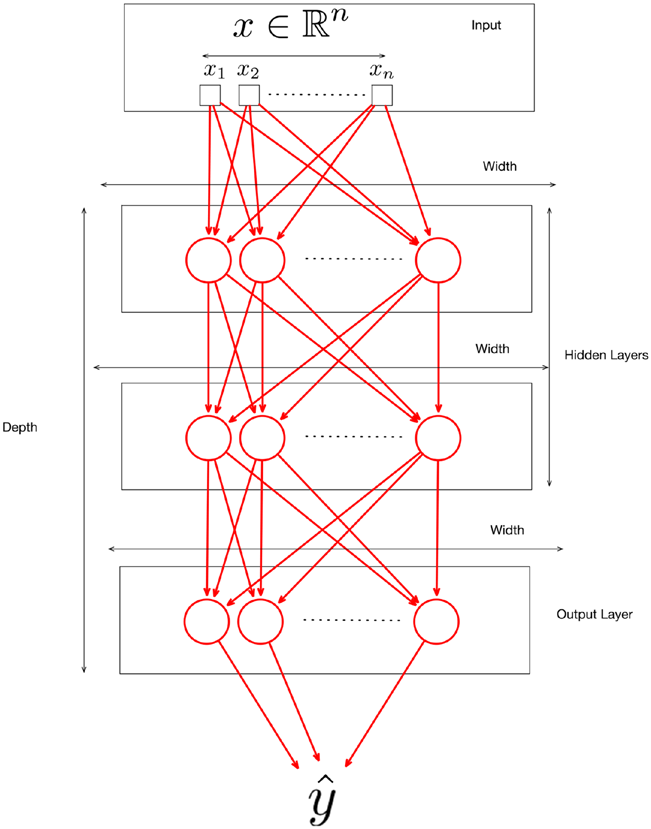 x ∈ ℝⁿ
Input
x₁ x₂ xₙ
Width
Width
Hidden Layers
Depth
Width
Output Layer
ŷ